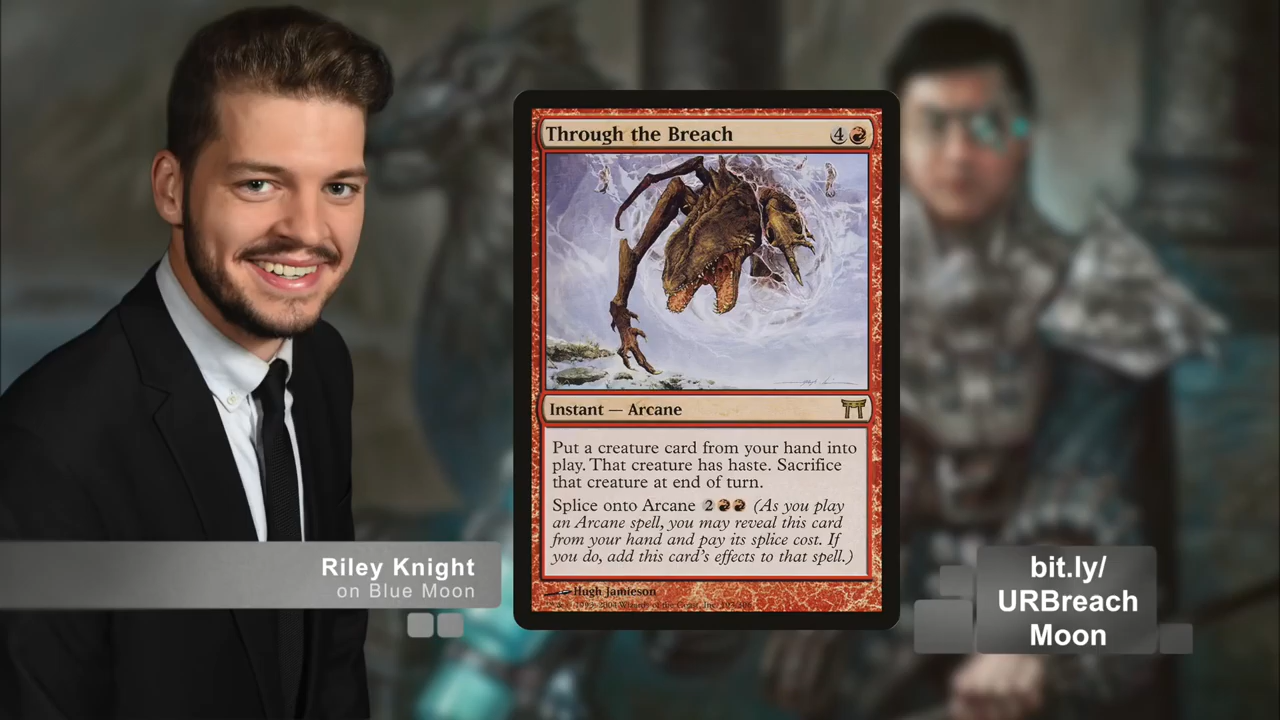 Through the Breach 4
Instant — Arcane
Put a creature card from your hand into
play. That creature has haste. Sacrifice
that creature at end of turn.
Splice onto Arcane 2 (As you play
an Arcane spell, you may reveal this card
from your hand and pay its splice cost. If
you do, add this card's effects to that spell.)
Hugh Jamieson
Riley Knight
on Blue Moon
bit.ly/
URBreach
Moon